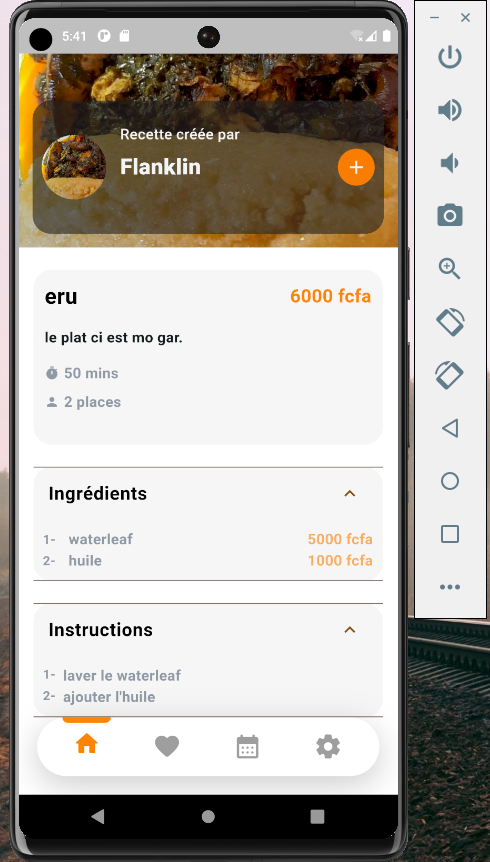 5:41
Recette créée par
Flanklin
eru
6000 fcfa
le plat ci est mo gar.
50 mins
2 places
Ingrédients
1- waterleaf 5000 fcfa
2- huile 1000 fcfa
Instructions
1- laver le waterleaf
2- ajouter l'huile